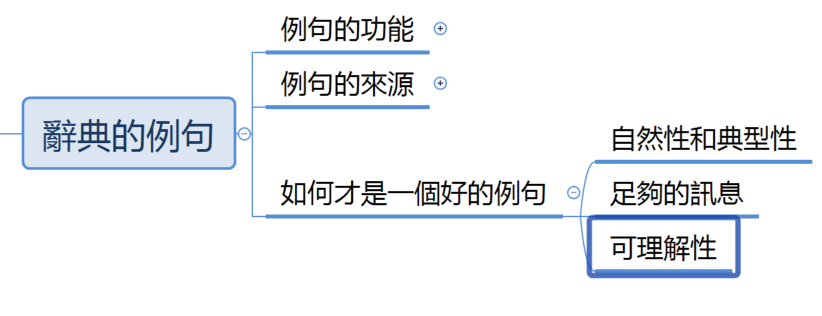 辭典的例句
例句的功能
例句的來源
如何才是一個好的例句
自然性和典型性
足夠的訊息
可理解性